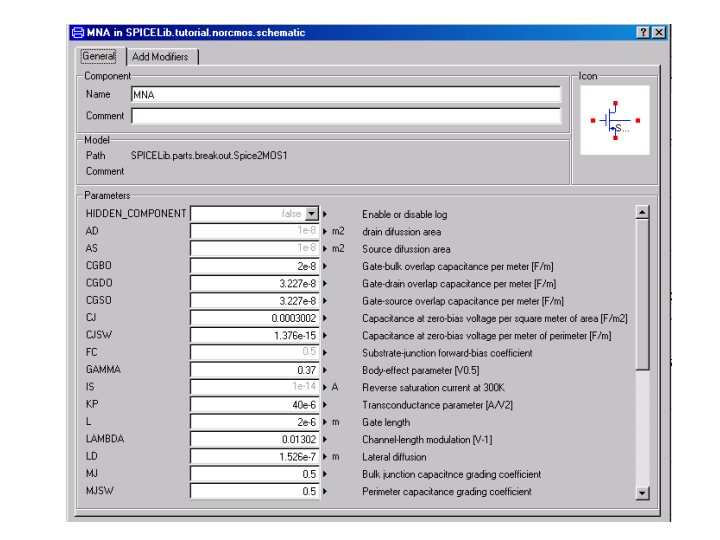 MNA in SPICELib.tutorial.norcmos.schematic
General Add Modifiers
Component Icon
Name MNA
Comment
S...
Model
Path SPICELib.parts.breakout.Spice2MOS1
Comment
Parameters
HIDDEN_COMPONENT false Enable or disable log
AD 1e-8 m2 drain difussion area
AS 1e-8 m2 Source difussion area
CGBO 2e-8 Gate-bulk overlap capacitance per meter [F/m]
CGDO 3.227e-8 Gate-drain overlap capacitance per meter [F/m]
CGSO 3.227e-8 Gate-source overlap capacitance per meter [F/m]
CJ 0.0003002 Capacitance at zero-bias voltage per square meter of area [F/m2]
CJSW 1.376e-15 Capacitance at zero-bias voltage per meter of perimeter [F/m]
FC 0.5 Substrate-junction forward-bias coefficient
GAMMA 0.37 Body-effect parameter [V0.5]
IS 1e-14 A Reverse saturation current at 300K
KP 40e-6 Transconductance parameter [A/V2]
L 2e-6 m Gate length
LAMBDA 0.01302 Channel-length modulation [V-1]
LD 1.526e-7 m Lateral diffusion
MJ 0.5 Bulk junction capacitnce grading coefficient
MJSW 0.5 Perimeter capacitance grading coefficient